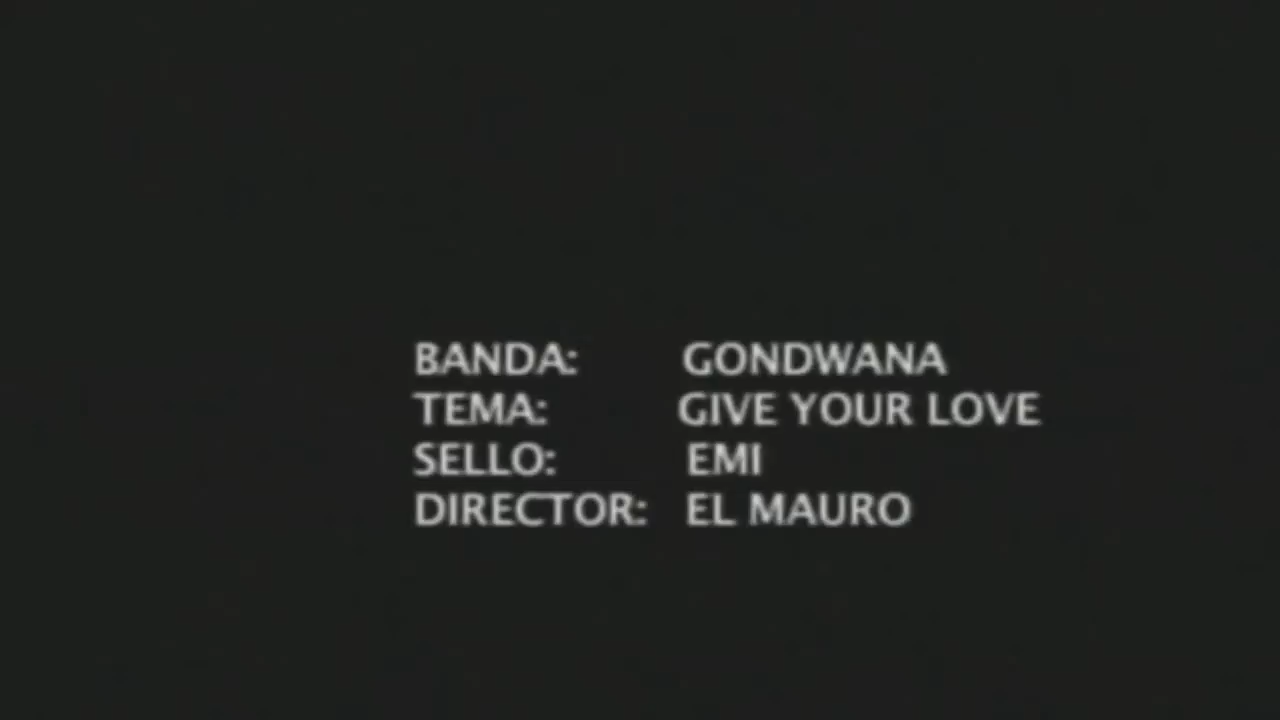 BANDA: GONDWANA
TEMA: GIVE YOUR LOVE
SELLO: EMI
DIRECTOR: EL MAURO